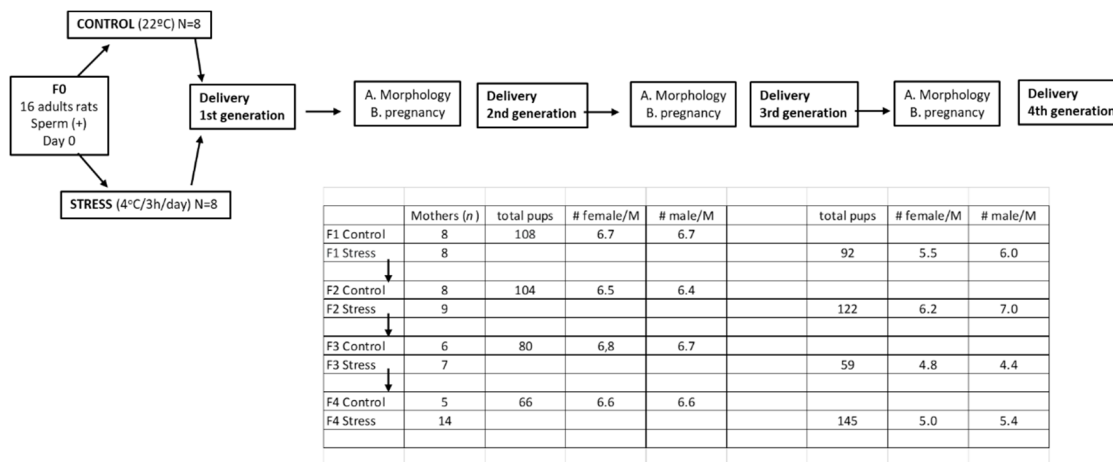 CONTROL (22ºC) N=8
F0
16 adults rats
Sperm (+)
Day 0
STRESS (4ºC/3h/day) N=8
Delivery
1st generation
A. Morphology
B. pregnancy
Delivery
2nd generation
A. Morphology
B. pregnancy
Delivery
3rd generation
A. Morphology
B. pregnancy
Delivery
4th generation
Mothers (n) total pups # female/M # male/M total pups # female/M # male/M
F1 Control 8 108 6.7 6.7
F1 Stress 8 92 5.5 6.0
F2 Control 8 104 6.5 6.4
F2 Stress 9 122 6.2 7.0
F3 Control 6 80 6,8 6.7
F3 Stress 7 59 4.8 4.4
F4 Control 5 66 6.6 6.6
F4 Stress 14 145 5.0 5.4